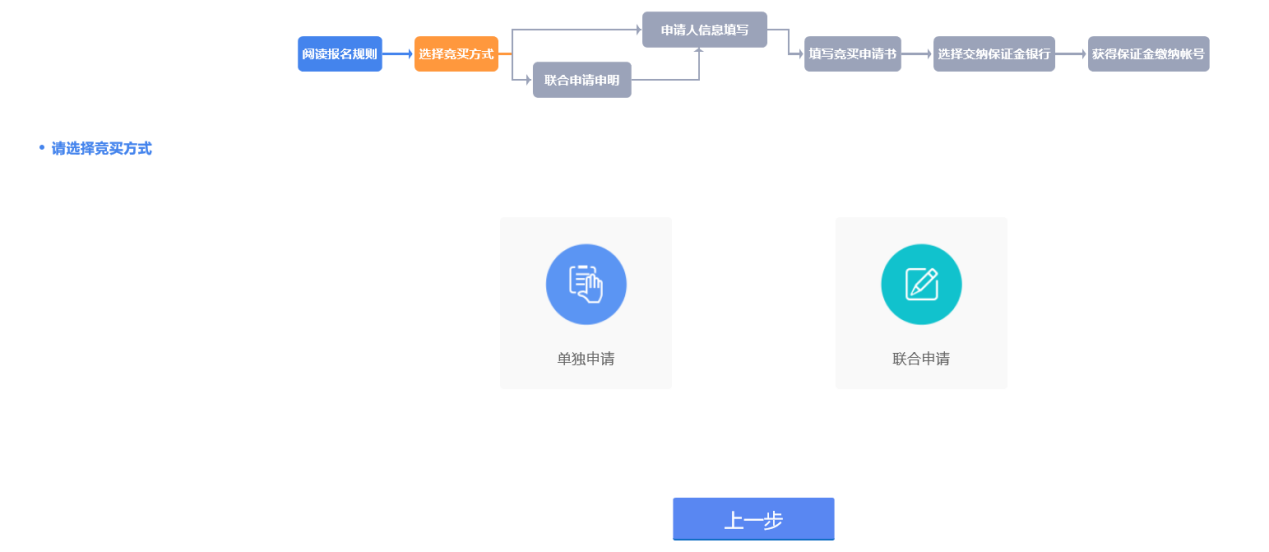 申请人信息填写
阅读报名规则
选择竞买方式
填写竞买申请书
选择交纳保证金银行
获得保证金缴纳帐号
联合申请申明
请选择竞买方式
单独申请
联合申请
上一步